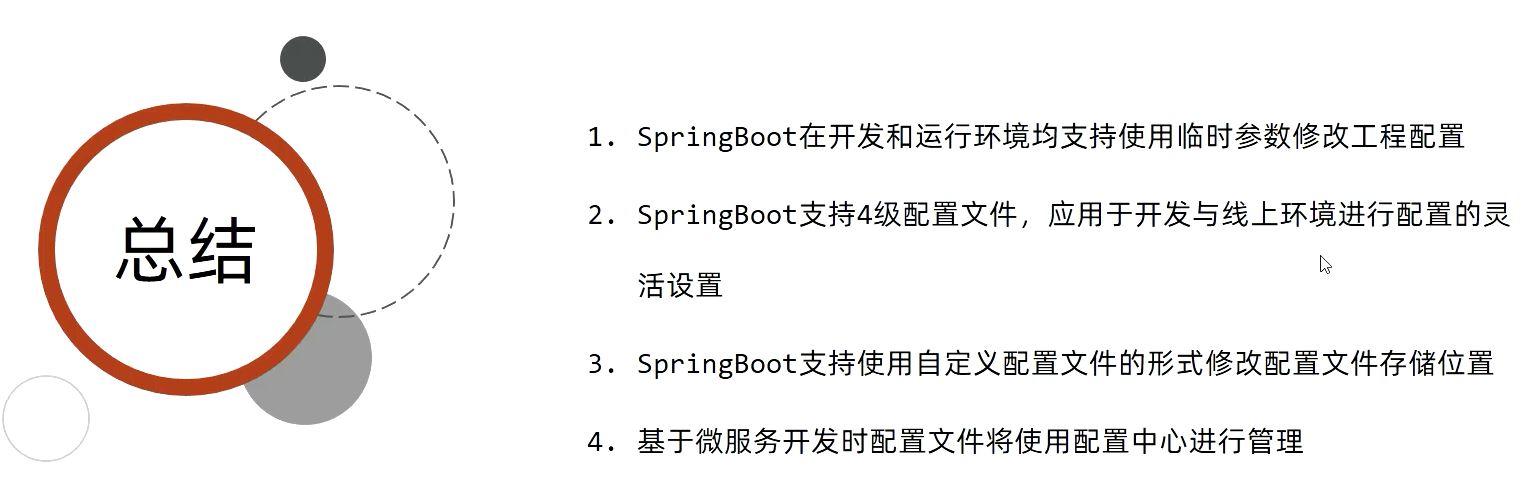 总结
1. SpringBoot在开发和运行环境均支持使用临时参数修改工程配置
2. SpringBoot支持4级配置文件，应用于开发与线上环境进行配置的灵
活设置
3. SpringBoot支持使用自定义配置文件的形式修改配置文件存储位置
4. 基于微服务开发时配置文件将使用配置中心进行管理